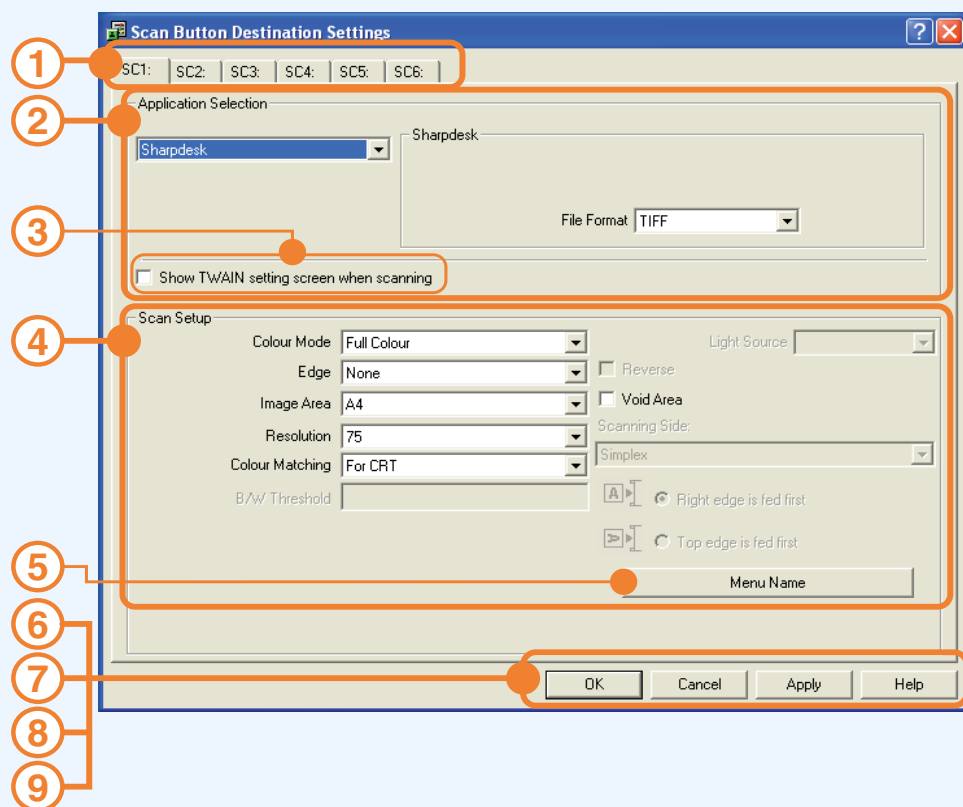 Scan Button Destination Settings
1
SC1: SC2: SC3: SC4: SC5: SC6:
2
Application Selection
Sharpdesk
Sharpdesk
File Format TIFF
3
Show TWAIN setting screen when scanning
4
Scan Setup
Colour Mode Full Colour Light Source
Edge None Reverse
Image Area A4 Void Area
Resolution 75 Scanning Side:
Colour Matching For CRT Simplex
B/W Threshold A Right edge is fed first
A Top edge is fed first
5
Menu Name
6
7
OK Cancel Apply Help
8
9